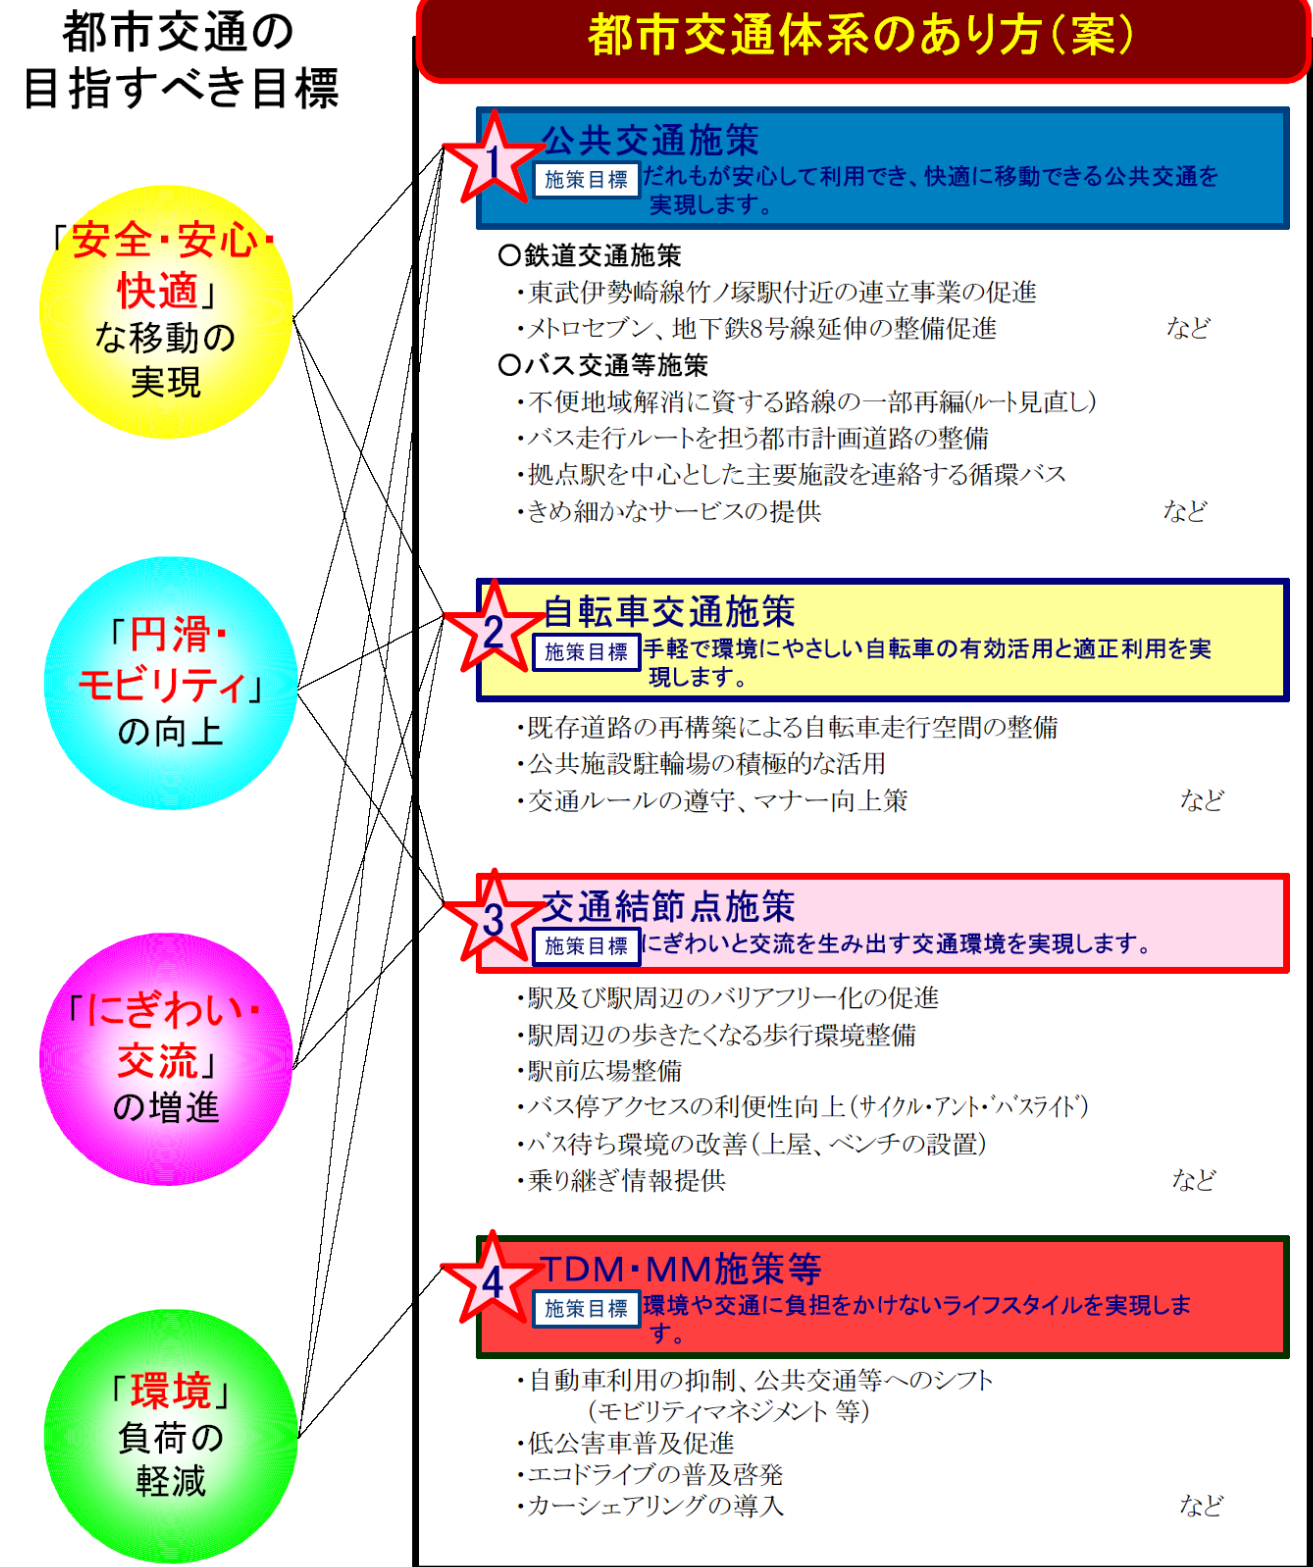 都市交通の
目指すべき目標
「安全・安心・
快適」
な移動の
実現
「円滑・
モビリティ」
の向上
「にぎわい・
交流」
の増進
「環境」
負荷の
軽減
都市交通体系のあり方（案）
1
公共交通施策
施策目標 だれもが安心して利用でき、快適に移動できる公共交通を
実現します。
○鉄道交通施策
・東武伊勢崎線竹ノ塚駅付近の連立事業の促進
・メトロセブン、地下鉄8号線延伸の整備促進 など
○バス交通等施策
・不便地域解消に資する路線の一部再編(ﾙｰﾄ見直し)
・バス走行ルートを担う都市計画道路の整備
・拠点駅を中心とした主要施設を連絡する循環バス
・きめ細かなサービスの提供 など
2
自転車交通施策
施策目標 手軽で環境にやさしい自転車の有効活用と適正利用を実
現します。
・既存道路の再構築による自転車走行空間の整備
・公共施設駐輪場の積極的な活用
・交通ルールの遵守、マナー向上策 など
3
交通結節点施策
施策目標 にぎわいと交流を生み出す交通環境を実現します。
・駅及び駅周辺のバリアフリー化の促進
・駅周辺の歩きたくなる歩行環境整備
・駅前広場整備
・バス停アクセスの利便性向上（ｻｲｸﾙ・ｱﾝﾄ・ﾞﾊﾞｽﾗｲﾄﾞ）
・ﾊﾞス待ち環境の改善（上屋、ベンチの設置）
・乗り継ぎ情報提供 など
4
TDM・MM施策等
施策目標 環境や交通に負担をかけないライフスタイルを実現しま
す。
・自動車利用の抑制、公共交通等へのシフト
（モビリティマネジメント 等）
・低公害車普及促進
・エコドライブの普及啓発
・カーシェアリングの導入 など